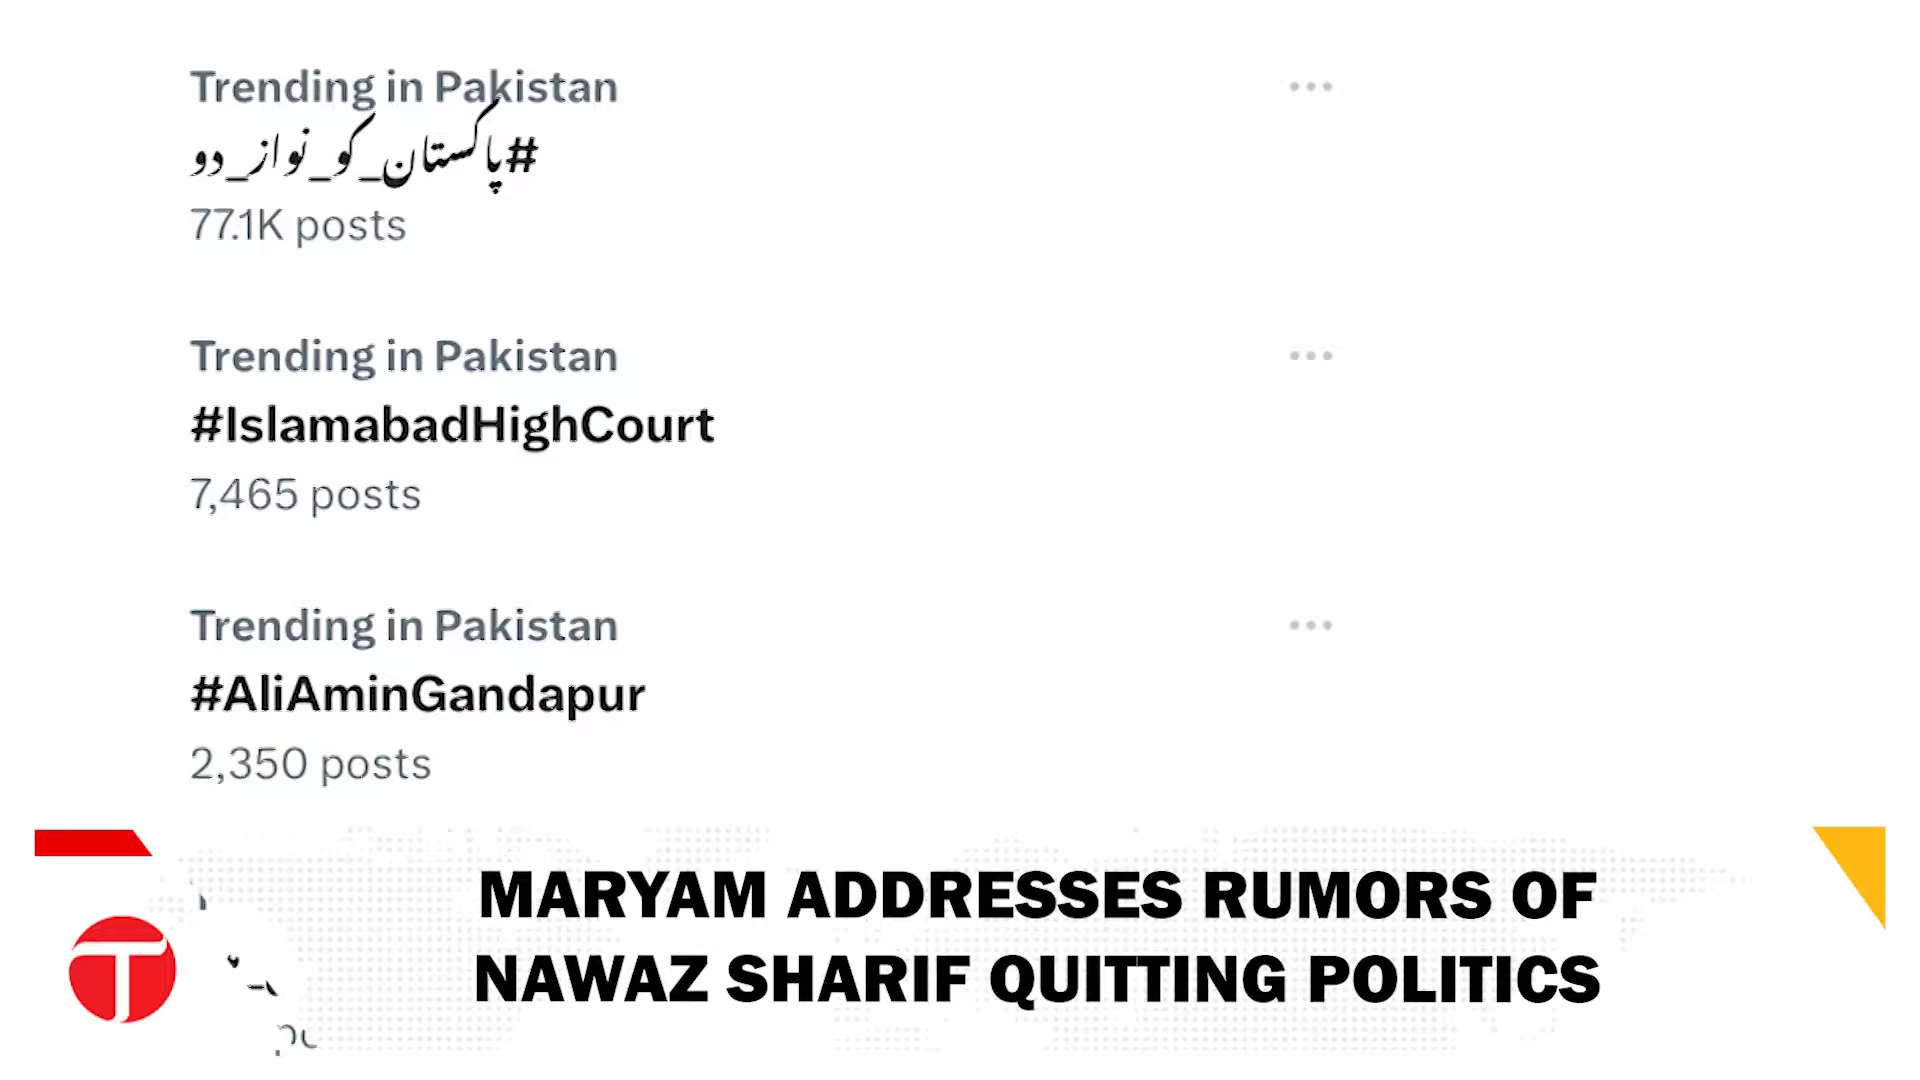 Trending in Pakistan
#پاکستان_کو_نواز_دو
77.1K posts
Trending in Pakistan
#IslamabadHighCourt
7,465 posts
Trending in Pakistan
#AliAminGandapur
2,350 posts
MARYAM ADDRESSES RUMORS OF
NAWAZ SHARIF QUITTING POLITICS